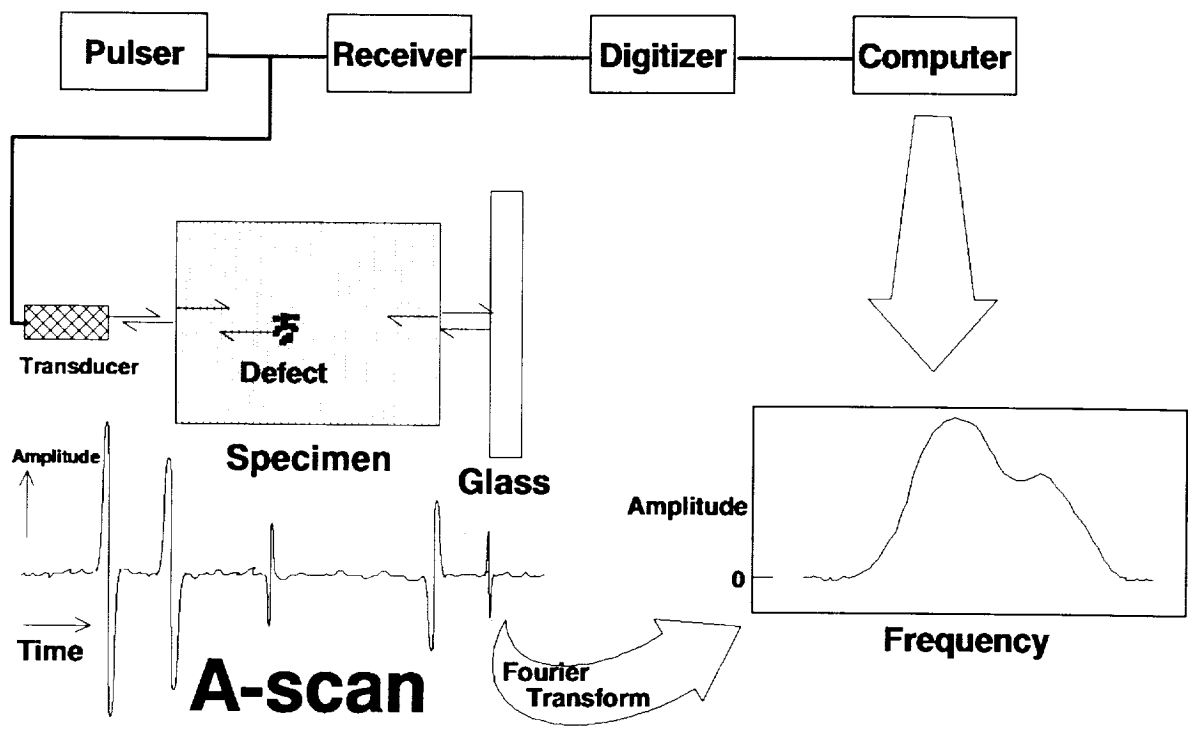 Pulser
Receiver
Digitizer
Computer
Transducer
Defect
Specimen
Glass
Amplitude
Time
A-scan
Fourier
Transform
Amplitude
0
Frequency